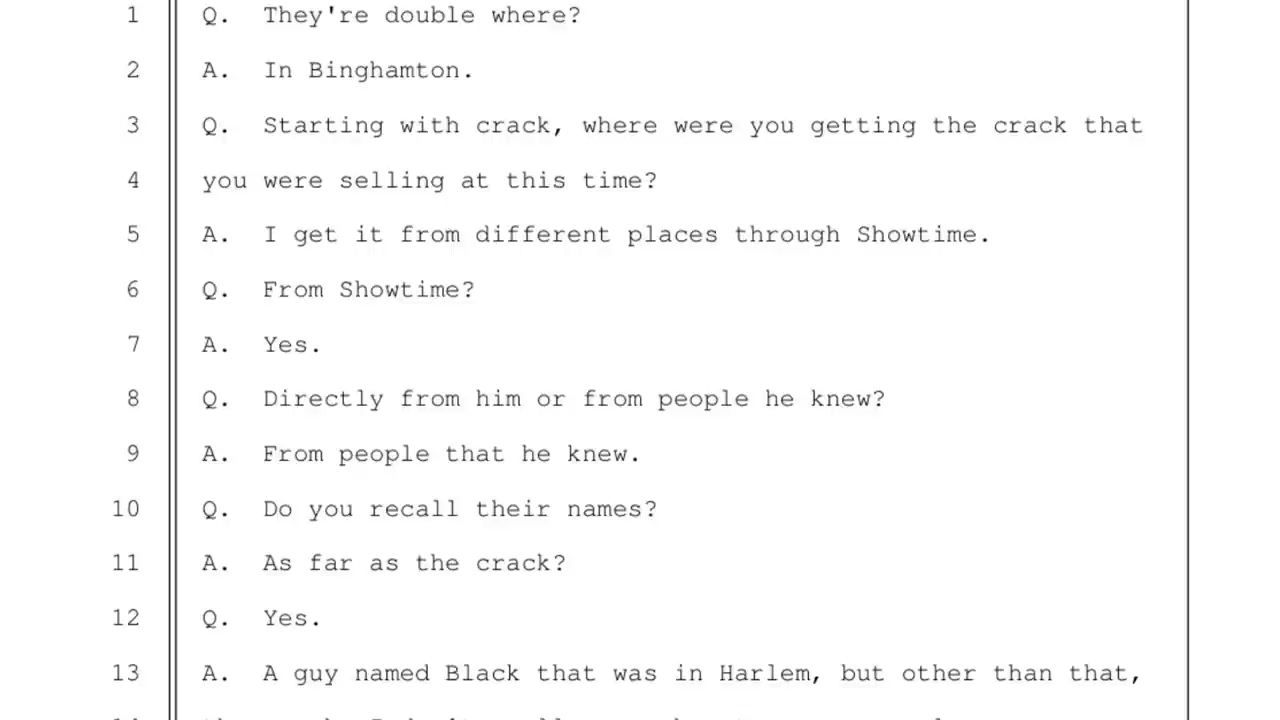 1 Q. They're double where?
2 A. In Binghamton.
3 Q. Starting with crack, where were you getting the crack that
4 you were selling at this time?
5 A. I get it from different places through Showtime.
6 Q. From Showtime?
7 A. Yes.
8 Q. Directly from him or from people he knew?
9 A. From people that he knew.
10 Q. Do you recall their names?
11 A. As far as the crack?
12 Q. Yes.
13 A. A guy named Black that was in Harlem, but other than that,